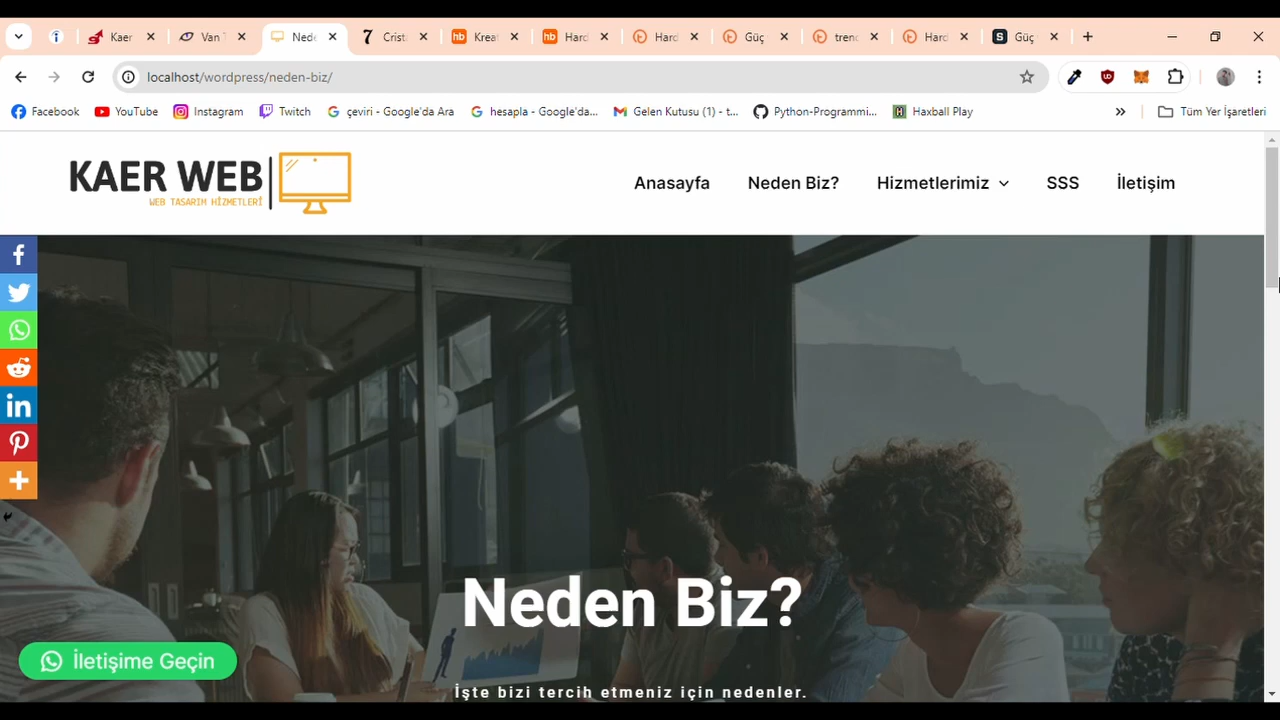 Kaer
Van
Nede
Crist
Kreat
Hard
Hard
Güç
trend
Hard
Güç
localhost/wordpress/neden-biz/
Facebook
YouTube
Instagram
Twitch
çeviri - Google'da Ara
hesapla - Google'da...
Gelen Kutusu (1) - t...
Python-Programmi...
Haxball Play
»
Tüm Yer İşaretleri
KAER WEB
WEB TASARIM HİZMETLERİ
Anasayfa
Neden Biz?
Hizmetlerimiz
SSS
İletişim
Neden Biz?
İletişime Geçin
İşte bizi tercih etmeniz için nedenler.